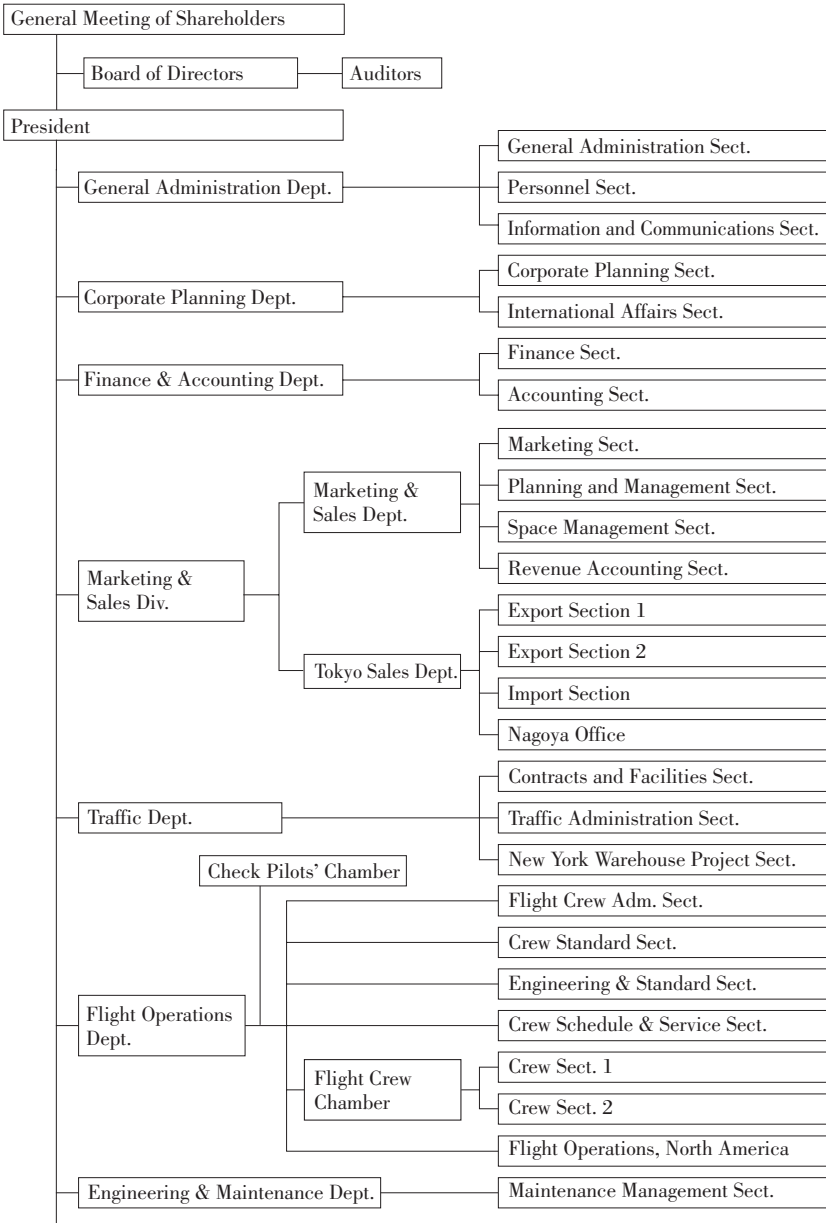 General Meeting of Shareholders
Board of Directors
Auditors
President
General Administration Dept.
General Administration Sect.
Personnel Sect.
Information and Communications Sect.
Corporate Planning Dept.
Corporate Planning Sect.
International Affairs Sect.
Finance & Accounting Dept.
Finance Sect.
Accounting Sect.
Marketing &
Sales Div.
Marketing &
Sales Dept.
Marketing Sect.
Planning and Management Sect.
Space Management Sect.
Revenue Accounting Sect.
Tokyo Sales Dept.
Export Section 1
Export Section 2
Import Section
Nagoya Office
Traffic Dept.
Contracts and Facilities Sect.
Traffic Administration Sect.
New York Warehouse Project Sect.
Flight Operations
Dept.
Check Pilots' Chamber
Flight Crew Adm. Sect.
Crew Standard Sect.
Engineering & Standard Sect.
Crew Schedule & Service Sect.
Flight Crew
Chamber
Crew Sect. 1
Crew Sect. 2
Flight Operations, North America
Engineering & Maintenance Dept.
Maintenance Management Sect.